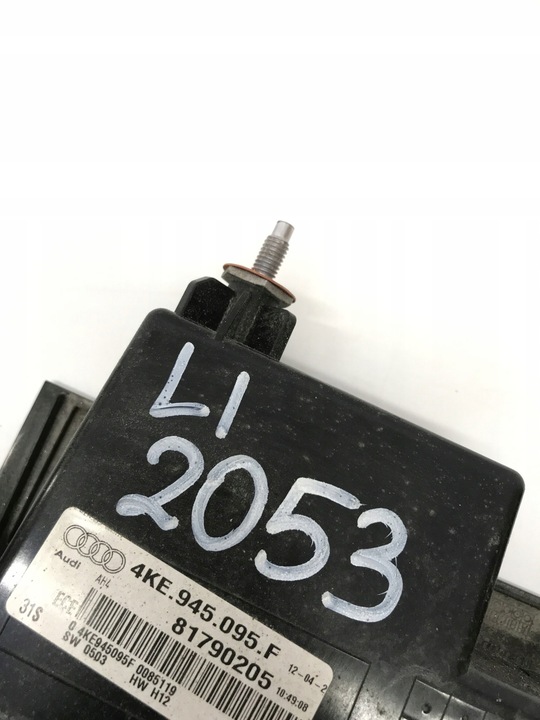 LI
2053
Audi
AH4
4KE.945.095.F
ECE
81790205
12-04-2
10:49:08
31S
0 4KE945095F 0085119
SW 0503
HW H12